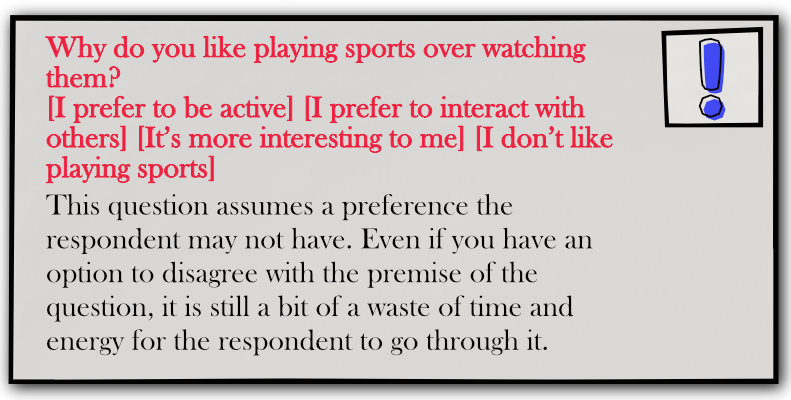 Why do you like playing sports over watching
them?
[I prefer to be active] [I prefer to interact with
others] [It’s more interesting to me] [I don’t like
playing sports]
This question assumes a preference the
respondent may not have. Even if you have an
option to disagree with the premise of the
question, it is still a bit of a waste of time and
energy for the respondent to go through it.
!